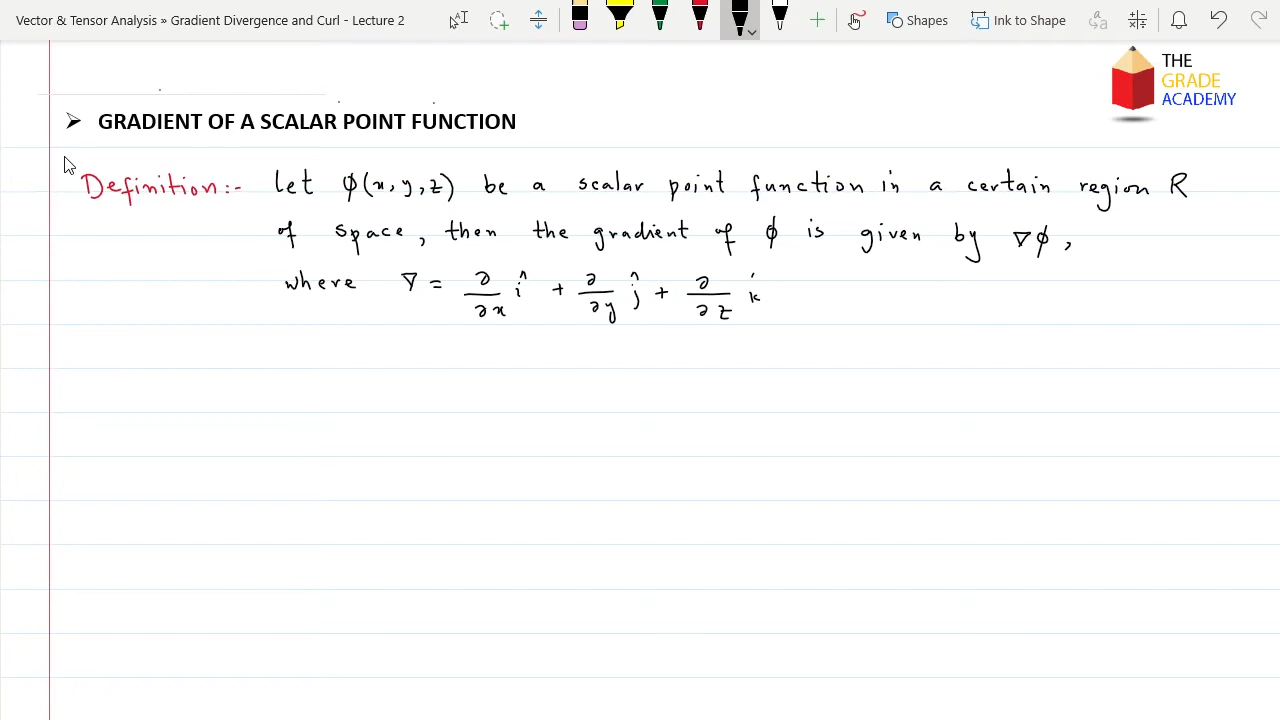 Vector & Tensor Analysis » Gradient Divergence and Curl - Lecture 2
Shapes
Ink to Shape
THE
GRADE
ACADEMY
➤ GRADIENT OF A SCALAR POINT FUNCTION
Definition:- Let φ(x, y, z) be a scalar point function in a certain region R
of space, then the gradient of φ is given by ∇φ,
where ∇ = ∂/∂x î + ∂/∂y ĵ + ∂/∂z k